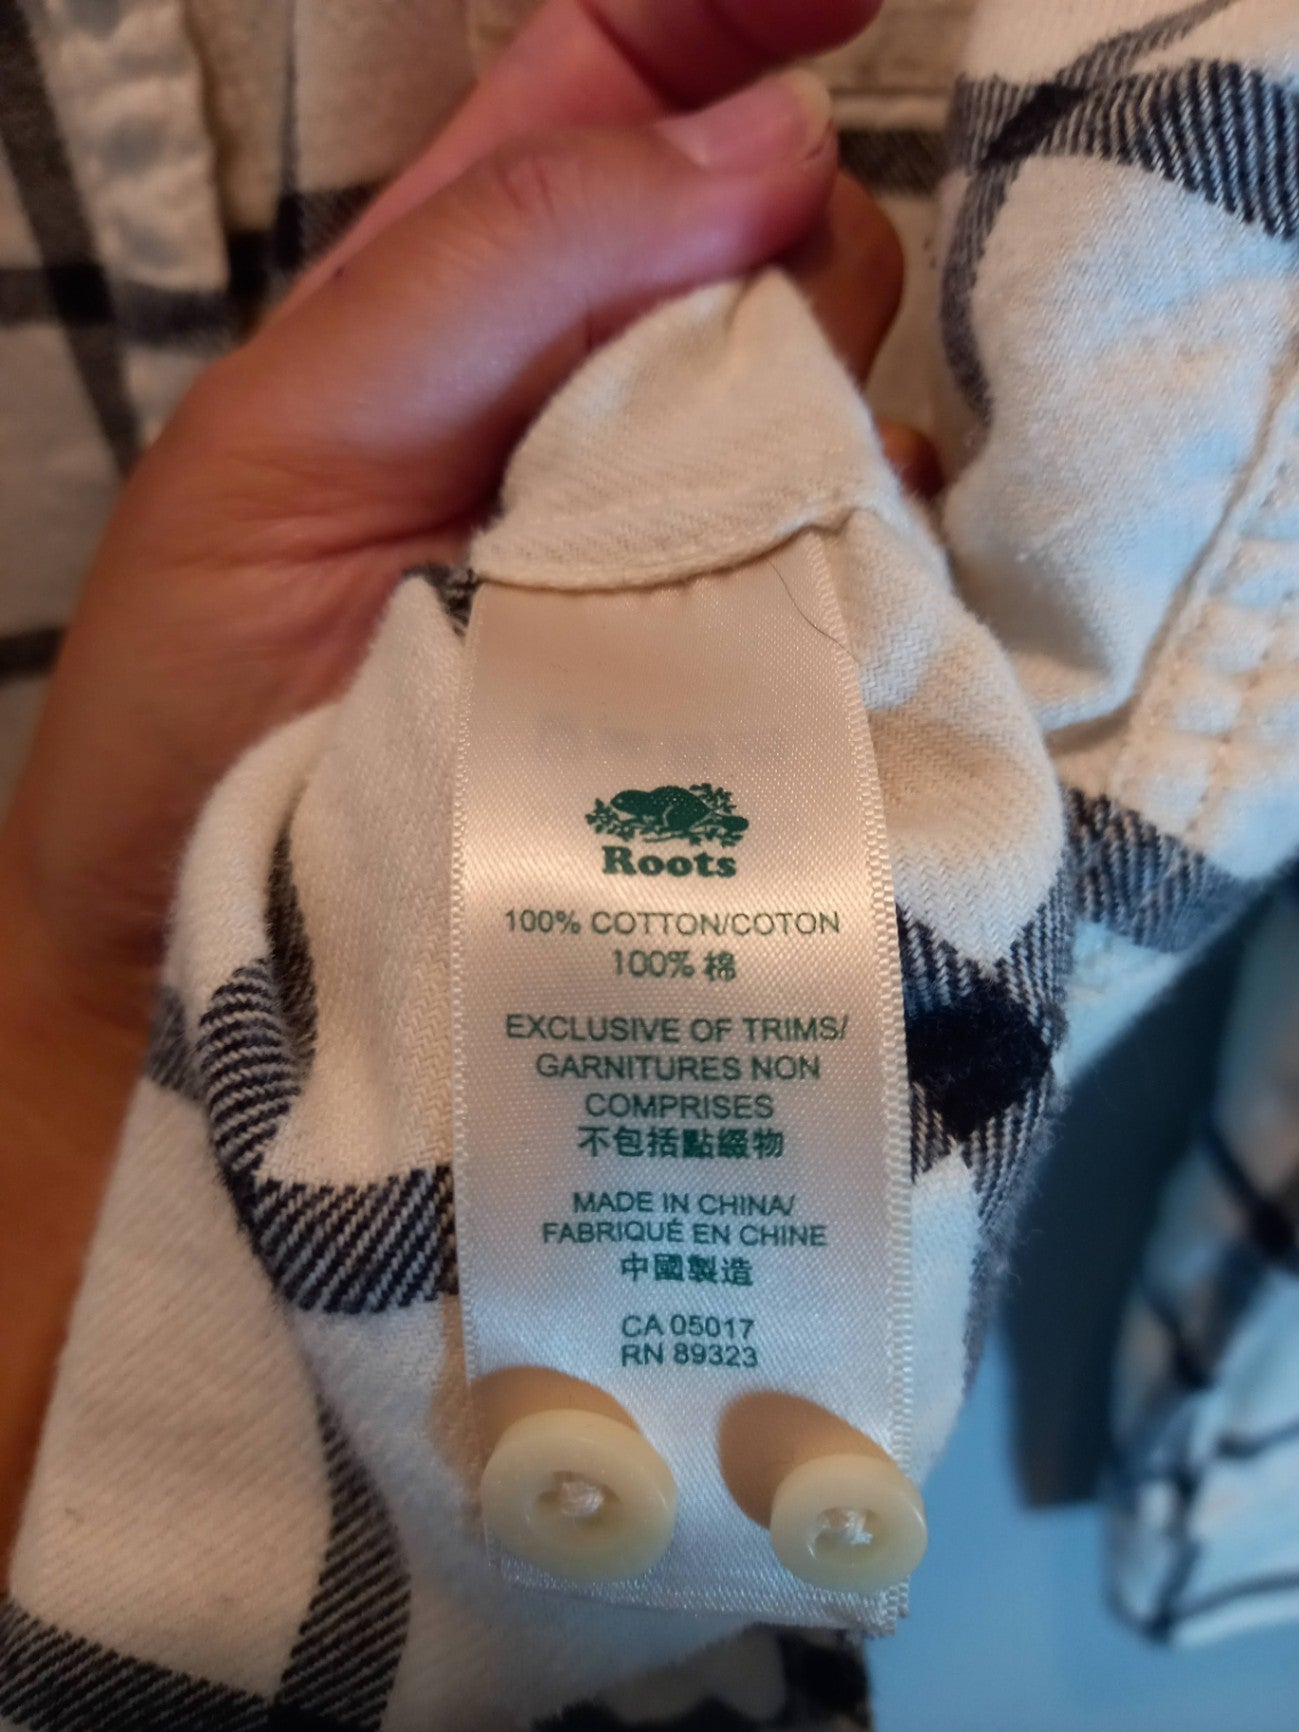 Roots
100% COTTON/COTON
100% 棉
EXCLUSIVE OF TRIMS/
GARNITURES NON
COMPRISES
不包括點綴物
MADE IN CHINA/
FABRIQUÉ EN CHINE
中國製造
CA 05017
RN 89323